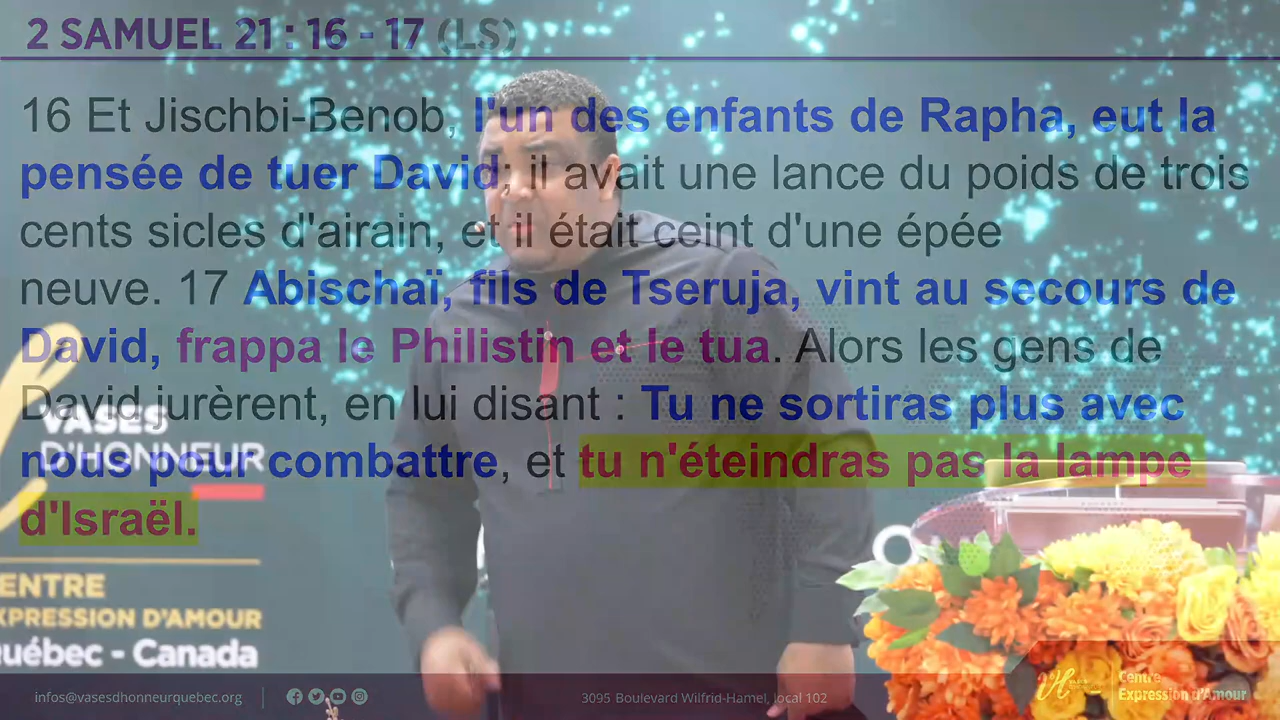 2 SAMUEL 21 : 16 - 17 (LS)
16 Et Jischbi-Benob, l'un des enfants de Rapha, eut la
pensée de tuer David; il avait une lance du poids de trois
cents sicles d'airain, et il était ceint d'une épée
neuve. 17 Abischaï, fils de Tseruja, vint au secours de
David, frappa le Philistin et le tua. Alors les gens de
David jurèrent, en lui disant : Tu ne sortiras plus avec
nous pour combattre, et tu n'éteindras pas la lampe
d'Israël.
VASES
D'HONNEUR
ENTRE
XPRESSION D'AMOUR
uébec - Canada
infos@vasesdhonneurquebec.org
3095 Boulevard Wilfrid-Hamel, local 102
Centre
Expression d'Amour